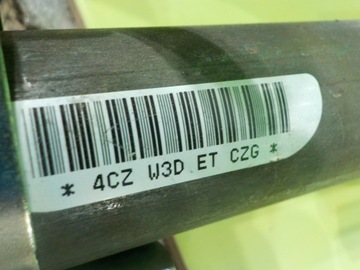 * 4CZ W3D ET CZG *